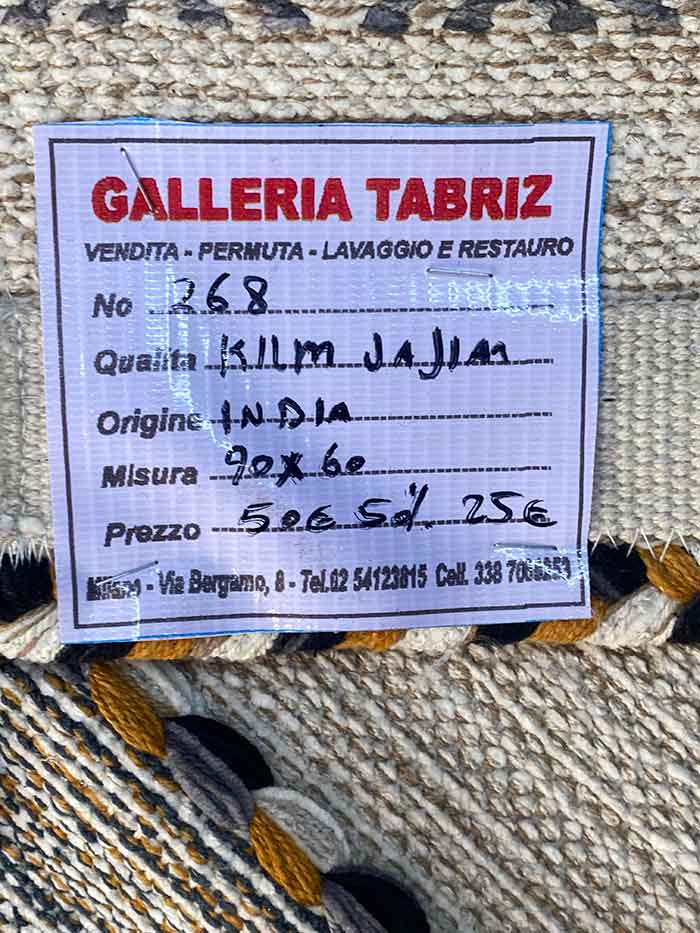 GALLERIA TABRIZ
VENDITA - PERMUTA - LAVAGGIO E RESTAURO
No 268
Qualita KILIM JAJIM
Origine INDIA
Misura 90X60
Prezzo 50€ 50% 25€
Milano - Via Bergamo, 8 - Tel.02 54123815 Cell. 338